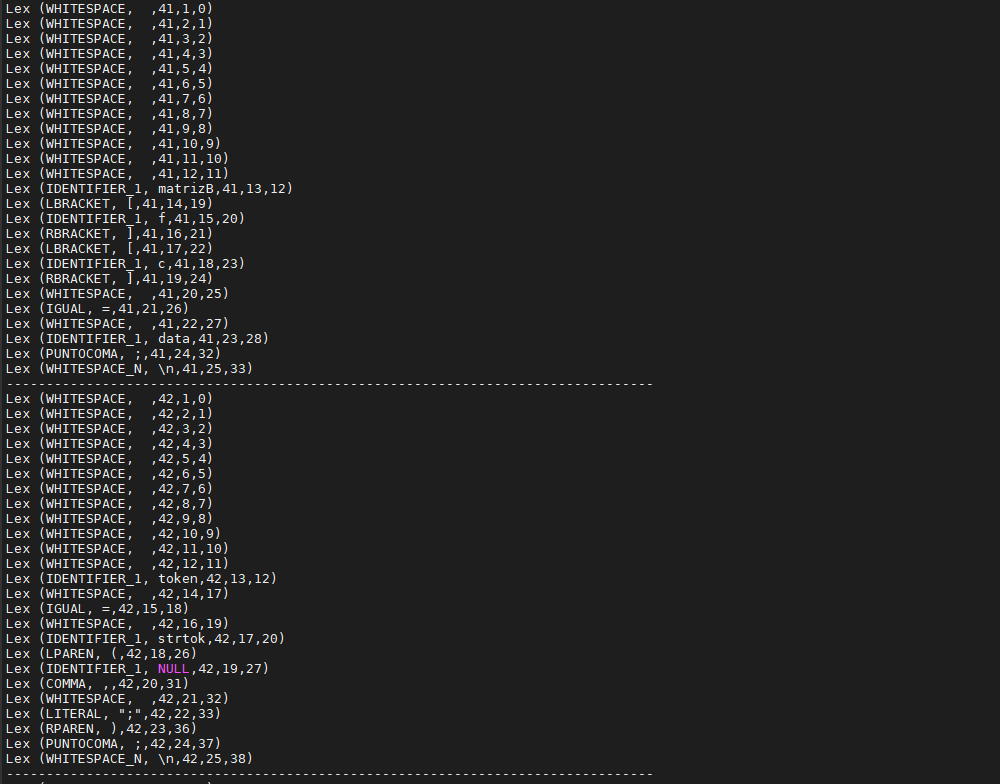 Lex (WHITESPACE,  ,41,1,0)
Lex (WHITESPACE,  ,41,2,1)
Lex (WHITESPACE,  ,41,3,2)
Lex (WHITESPACE,  ,41,4,3)
Lex (WHITESPACE,  ,41,5,4)
Lex (WHITESPACE,  ,41,6,5)
Lex (WHITESPACE,  ,41,7,6)
Lex (WHITESPACE,  ,41,8,7)
Lex (WHITESPACE,  ,41,9,8)
Lex (WHITESPACE,  ,41,10,9)
Lex (WHITESPACE,  ,41,11,10)
Lex (WHITESPACE,  ,41,12,11)
Lex (IDENTIFIER_1, matrizB,41,13,12)
Lex (LBRACKET, [,41,14,19)
Lex (IDENTIFIER_1, f,41,15,20)
Lex (RBRACKET, ],41,16,21)
Lex (LBRACKET, [,41,17,22)
Lex (IDENTIFIER_1, c,41,18,23)
Lex (RBRACKET, ],41,19,24)
Lex (WHITESPACE,  ,41,20,25)
Lex (IGUAL, =,41,21,26)
Lex (WHITESPACE,  ,41,22,27)
Lex (IDENTIFIER_1, data,41,23,28)
Lex (PUNTOCOMA, ;,41,24,32)
Lex (WHITESPACE_N, \n,41,25,33)
---------------------------------------------------------------------------------
Lex (WHITESPACE,  ,42,1,0)
Lex (WHITESPACE,  ,42,2,1)
Lex (WHITESPACE,  ,42,3,2)
Lex (WHITESPACE,  ,42,4,3)
Lex (WHITESPACE,  ,42,5,4)
Lex (WHITESPACE,  ,42,6,5)
Lex (WHITESPACE,  ,42,7,6)
Lex (WHITESPACE,  ,42,8,7)
Lex (WHITESPACE,  ,42,9,8)
Lex (WHITESPACE,  ,42,10,9)
Lex (WHITESPACE,  ,42,11,10)
Lex (WHITESPACE,  ,42,12,11)
Lex (IDENTIFIER_1, token,42,13,12)
Lex (WHITESPACE,  ,42,14,17)
Lex (IGUAL, =,42,15,18)
Lex (WHITESPACE,  ,42,16,19)
Lex (IDENTIFIER_1, strtok,42,17,20)
Lex (LPAREN, (,42,18,26)
Lex (IDENTIFIER_1, NULL,42,19,27)
Lex (COMMA, ,,42,20,31)
Lex (WHITESPACE,  ,42,21,32)
Lex (LITERAL, ";",42,22,33)
Lex (RPAREN, ),42,23,36)
Lex (PUNTOCOMA, ;,42,24,37)
Lex (WHITESPACE_N, \n,42,25,38)
---------------------------------------------------------------------------------